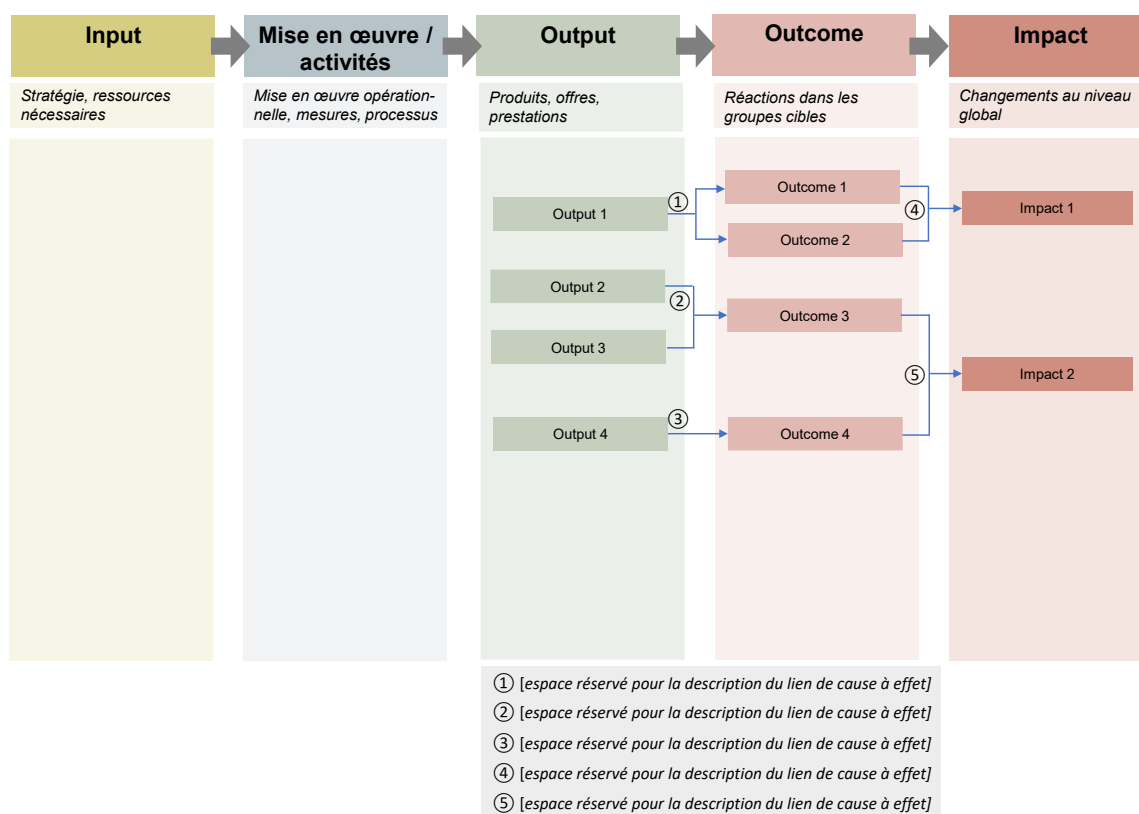 Input
Mise en œuvre /
activités
Output
Outcome
Impact
Stratégie, ressources
nécessaires
Mise en œuvre opération-
nelle, mesures, processus
Produits, offres,
prestations
Réactions dans les
groupes cibles
Changements au niveau
global
Output 1
Output 2
Output 3
Output 4
①
②
③
Outcome 1
Outcome 2
Outcome 3
Outcome 4
④
⑤
Impact 1
Impact 2
① [espace réservé pour la description du lien de cause à effet]
② [espace réservé pour la description du lien de cause à effet]
③ [espace réservé pour la description du lien de cause à effet]
④ [espace réservé pour la description du lien de cause à effet]
⑤ [espace réservé pour la description du lien de cause à effet]